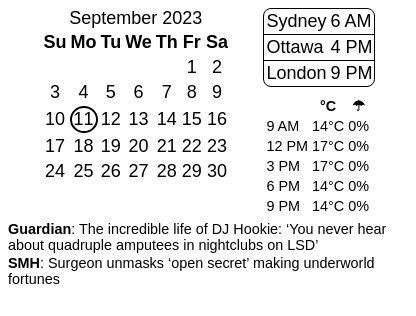 September 2023
Su Mo Tu We Th Fr Sa
1 2
3 4 5 6 7 8 9
10 11 12 13 14 15 16
17 18 19 20 21 22 23
24 25 26 27 28 29 30
Sydney 6 AM
Ottawa 4 PM
London 9 PM
°C ☂
9 AM 14°C 0%
12 PM 17°C 0%
3 PM 17°C 0%
6 PM 14°C 0%
9 PM 14°C 0%
Guardian: The incredible life of DJ Hookie: ‘You never hear
about quadruple amputees in nightclubs on LSD’
SMH: Surgeon unmasks ‘open secret’ making underworld
fortunes